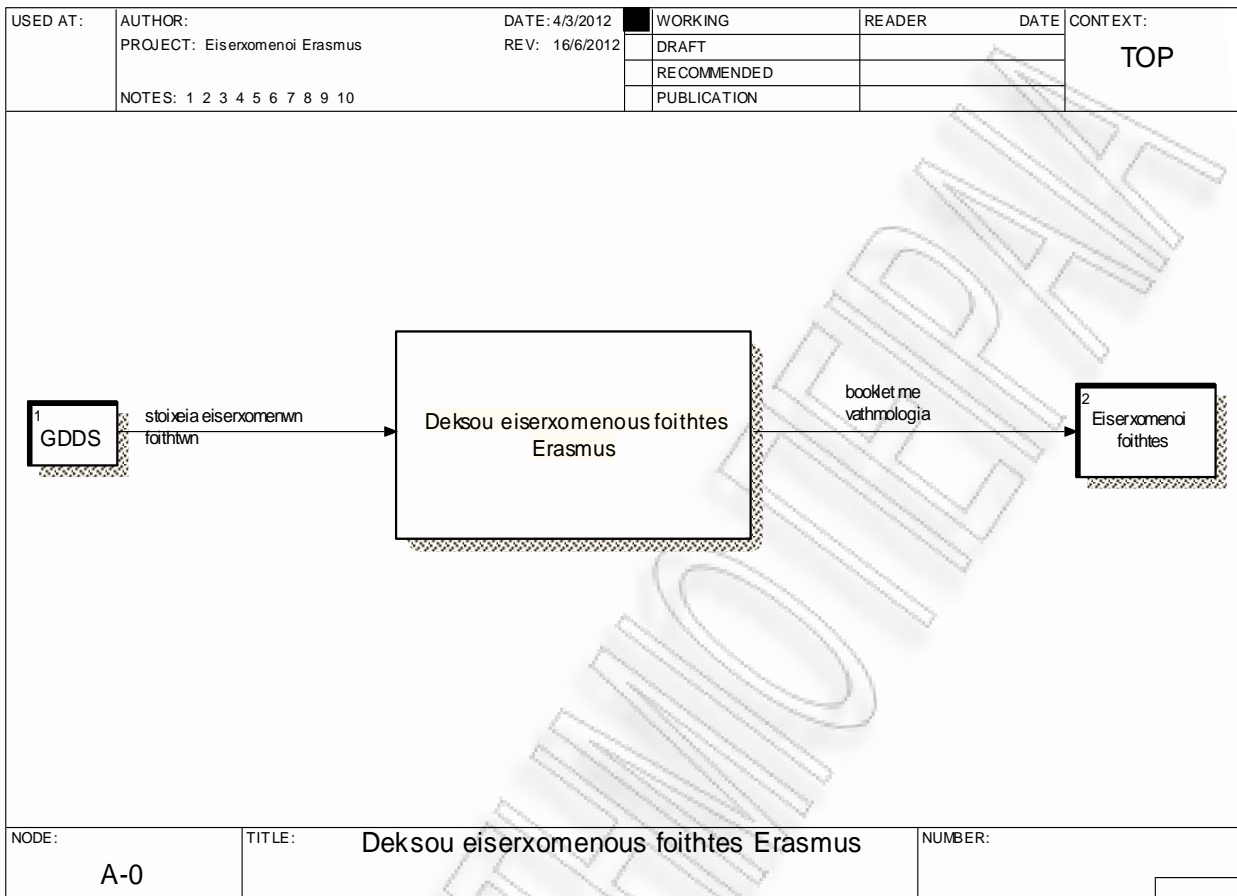 USED AT:
AUTHOR:
DATE: 4/3/2012
WORKING
READER
DATE
CONTEXT:
PROJECT: Eiserxomenoi Erasmus
REV: 16/6/2012
DRAFT
TOP
RECOMMENDED
NOTES: 1 2 3 4 5 6 7 8 9 10
PUBLICATION
1
GDDS
stoixeia eiserxomenwn
foithtwn
Deksou eiserxomenous foithtes
Erasmus
booklet me
vathmologia
2
Eiserxomenoi
foithtes
NODE:
A-0
TITLE:
Deksou eiserxomenous foithtes Erasmus
NUMBER: